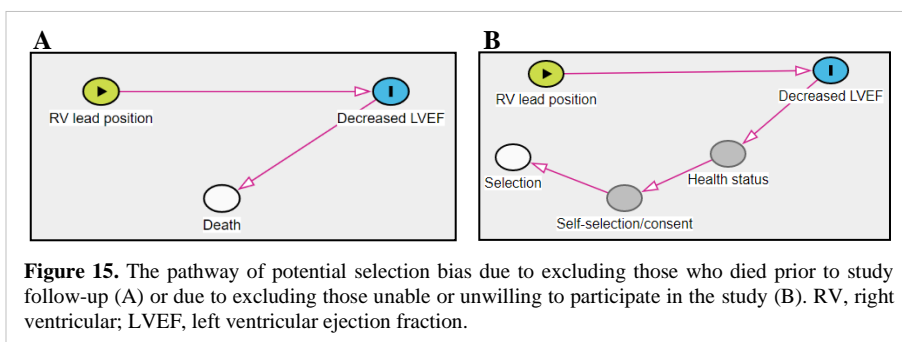 A
RV lead position
Decreased LVEF
Death
B
RV lead position
Decreased LVEF
Selection
Health status
Self-selection/consent
Figure 15. The pathway of potential selection bias due to excluding those who died prior to study
follow-up (A) or due to excluding those unable or unwilling to participate in the study (B). RV, right
ventricular; LVEF, left ventricular ejection fraction.